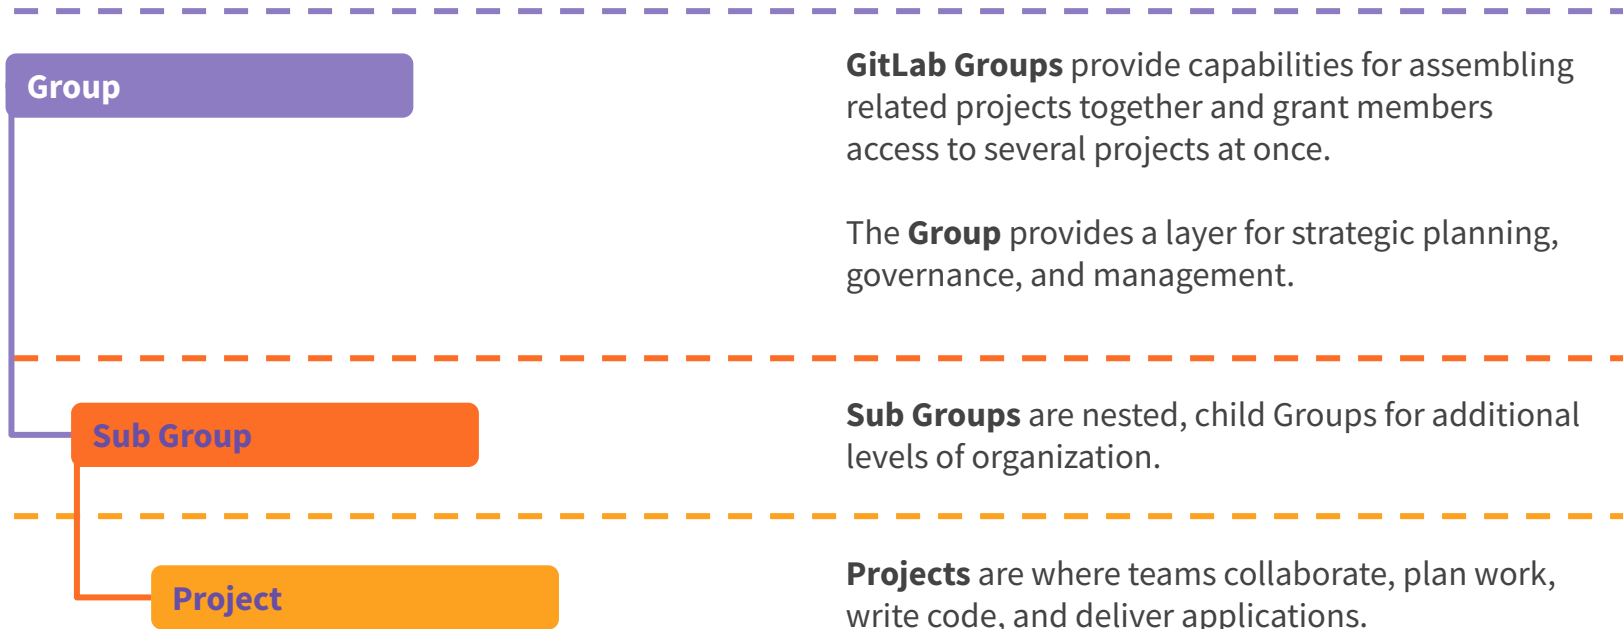 Group
GitLab Groups provide capabilities for assembling
related projects together and grant members
access to several projects at once.
The Group provides a layer for strategic planning,
governance, and management.
Sub Group
Sub Groups are nested, child Groups for additional
levels of organization.
Project
Projects are where teams collaborate, plan work,
write code, and deliver applications.